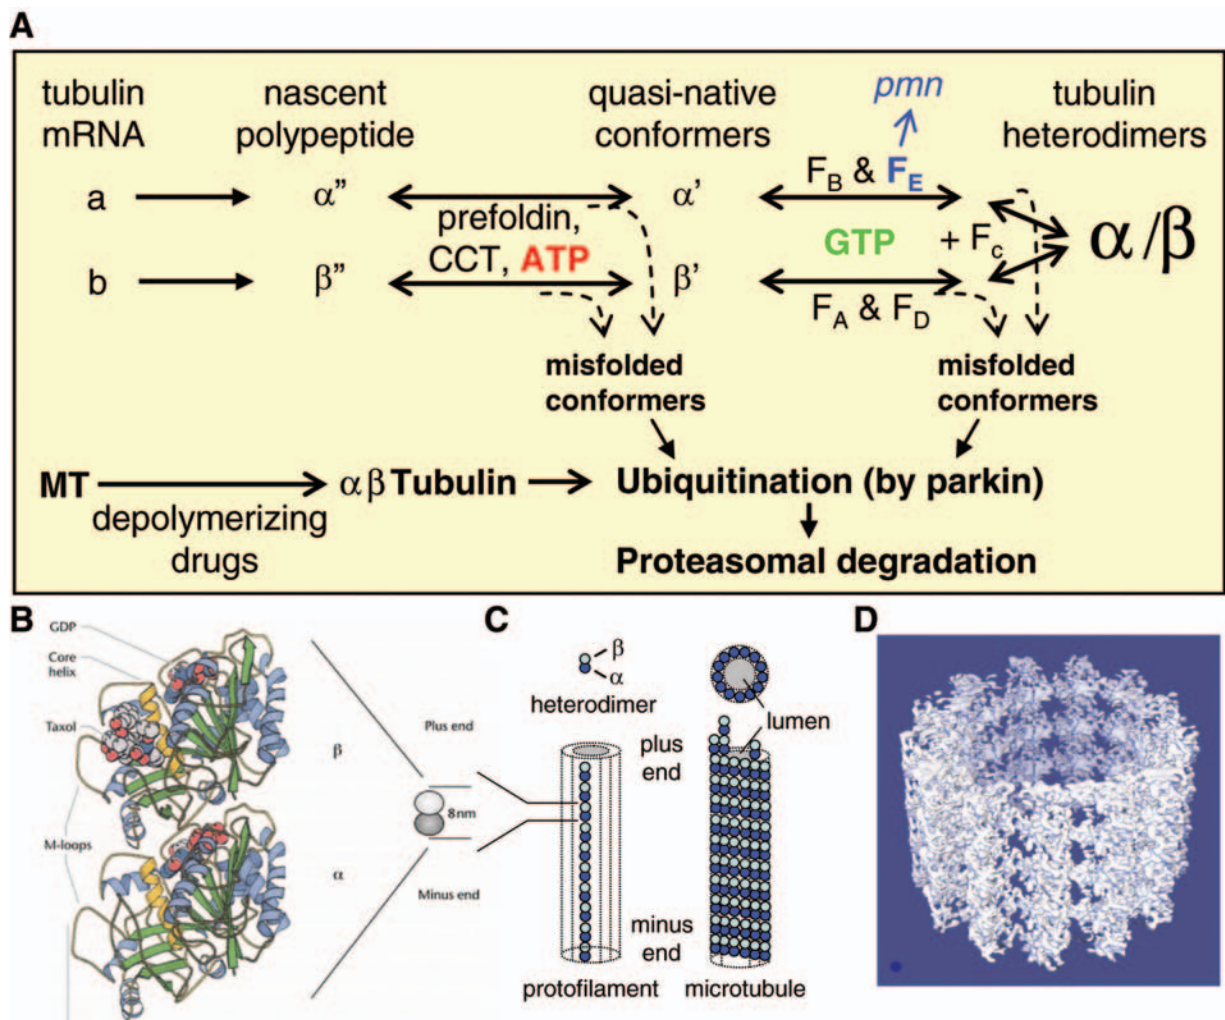 A
tubulin
mRNA
nascent
polypeptide
quasi-native
conformers
pmn
tubulin
heterodimers
a
α”
α’
F_B & F_E
prefoldin,
CCT, ATP
GTP
+ F_c
α/β
b
β”
β’
F_A & F_D
misfolded
conformers
misfolded
conformers
MT
depolymerizing
drugs
αβ Tubulin
Ubiquitination (by parkin)
Proteasomal degradation
B
GDP
Core
helix
Taxol
M-loops
β
α
Plus end
8nm
Minus end
C
β
α
heterodimer
lumen
plus
end
minus
end
protofilament
microtubule
D